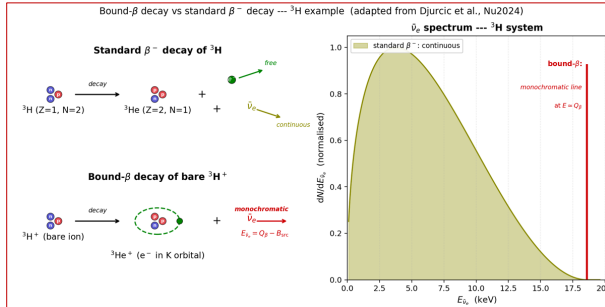 Bound-β decay vs standard β⁻ decay --- ³H example (adapted from Djurcic et al., Nu2024)
Standard β⁻ decay of ³H
n
n
p
decay
n
p
p
+
free
+
ν̃ₑ
continuous
³H (Z=1, N=2)
³He (Z=2, N=1)
Bound-β decay of bare ³H⁺
n
n
p
decay
n
p
p
+
monochromatic
ν̃ₑ
E_ν̃ₑ = Q_β − B
³H⁺ (bare ion)
³He⁺ (e⁻ in K orbital)
ν̃ₑ spectrum --- ³H system
standard β⁻: continuous
bound-β:
monochromatic line
at E ≈ Q_β
dN/dE_ν̃ₑ (normalised)
1.0
0.8
0.6
0.4
0.2
0.0
0.0 2.5 5.0 7.5 10.0 12.5 15.0 17.5 20.0
E_ν̃ₑ (keV)